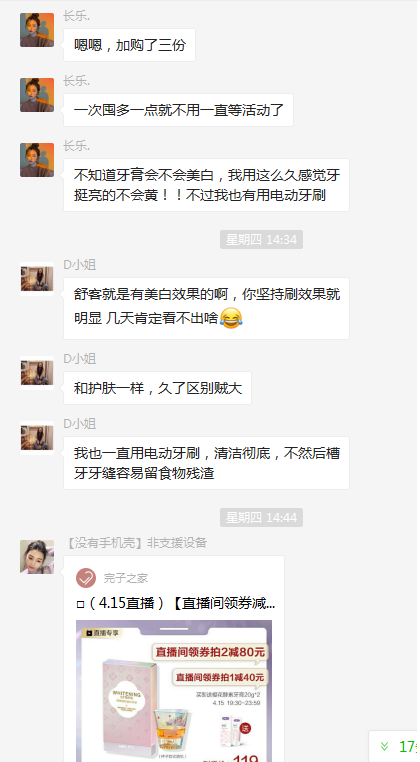 长乐.
嗯嗯，加购了三份
长乐.
一次囤多一点就不用一直等活动了
长乐.
不知道牙膏会不会美白，我用这么久感觉牙
挺亮的不会黄！！不过我也有用电动牙刷
星期四 14:34
D小姐
舒客就是有美白效果的啊，你坚持刷效果就
明显 几天肯定看不出啥😂
D小姐
和护肤一样，久了区别贼大
D小姐
我也一直用电动牙刷，清洁彻底，不然后槽
牙牙缝容易留食物残渣
星期四 14:44
【没有手机壳】非支援设备
完子之家
□（4.15直播）【直播间领券减...
直播专享
直播间领券拍2减80元
直播间领券拍1减40元
4.15 19:30-23:59
WHITENING
送
119
17